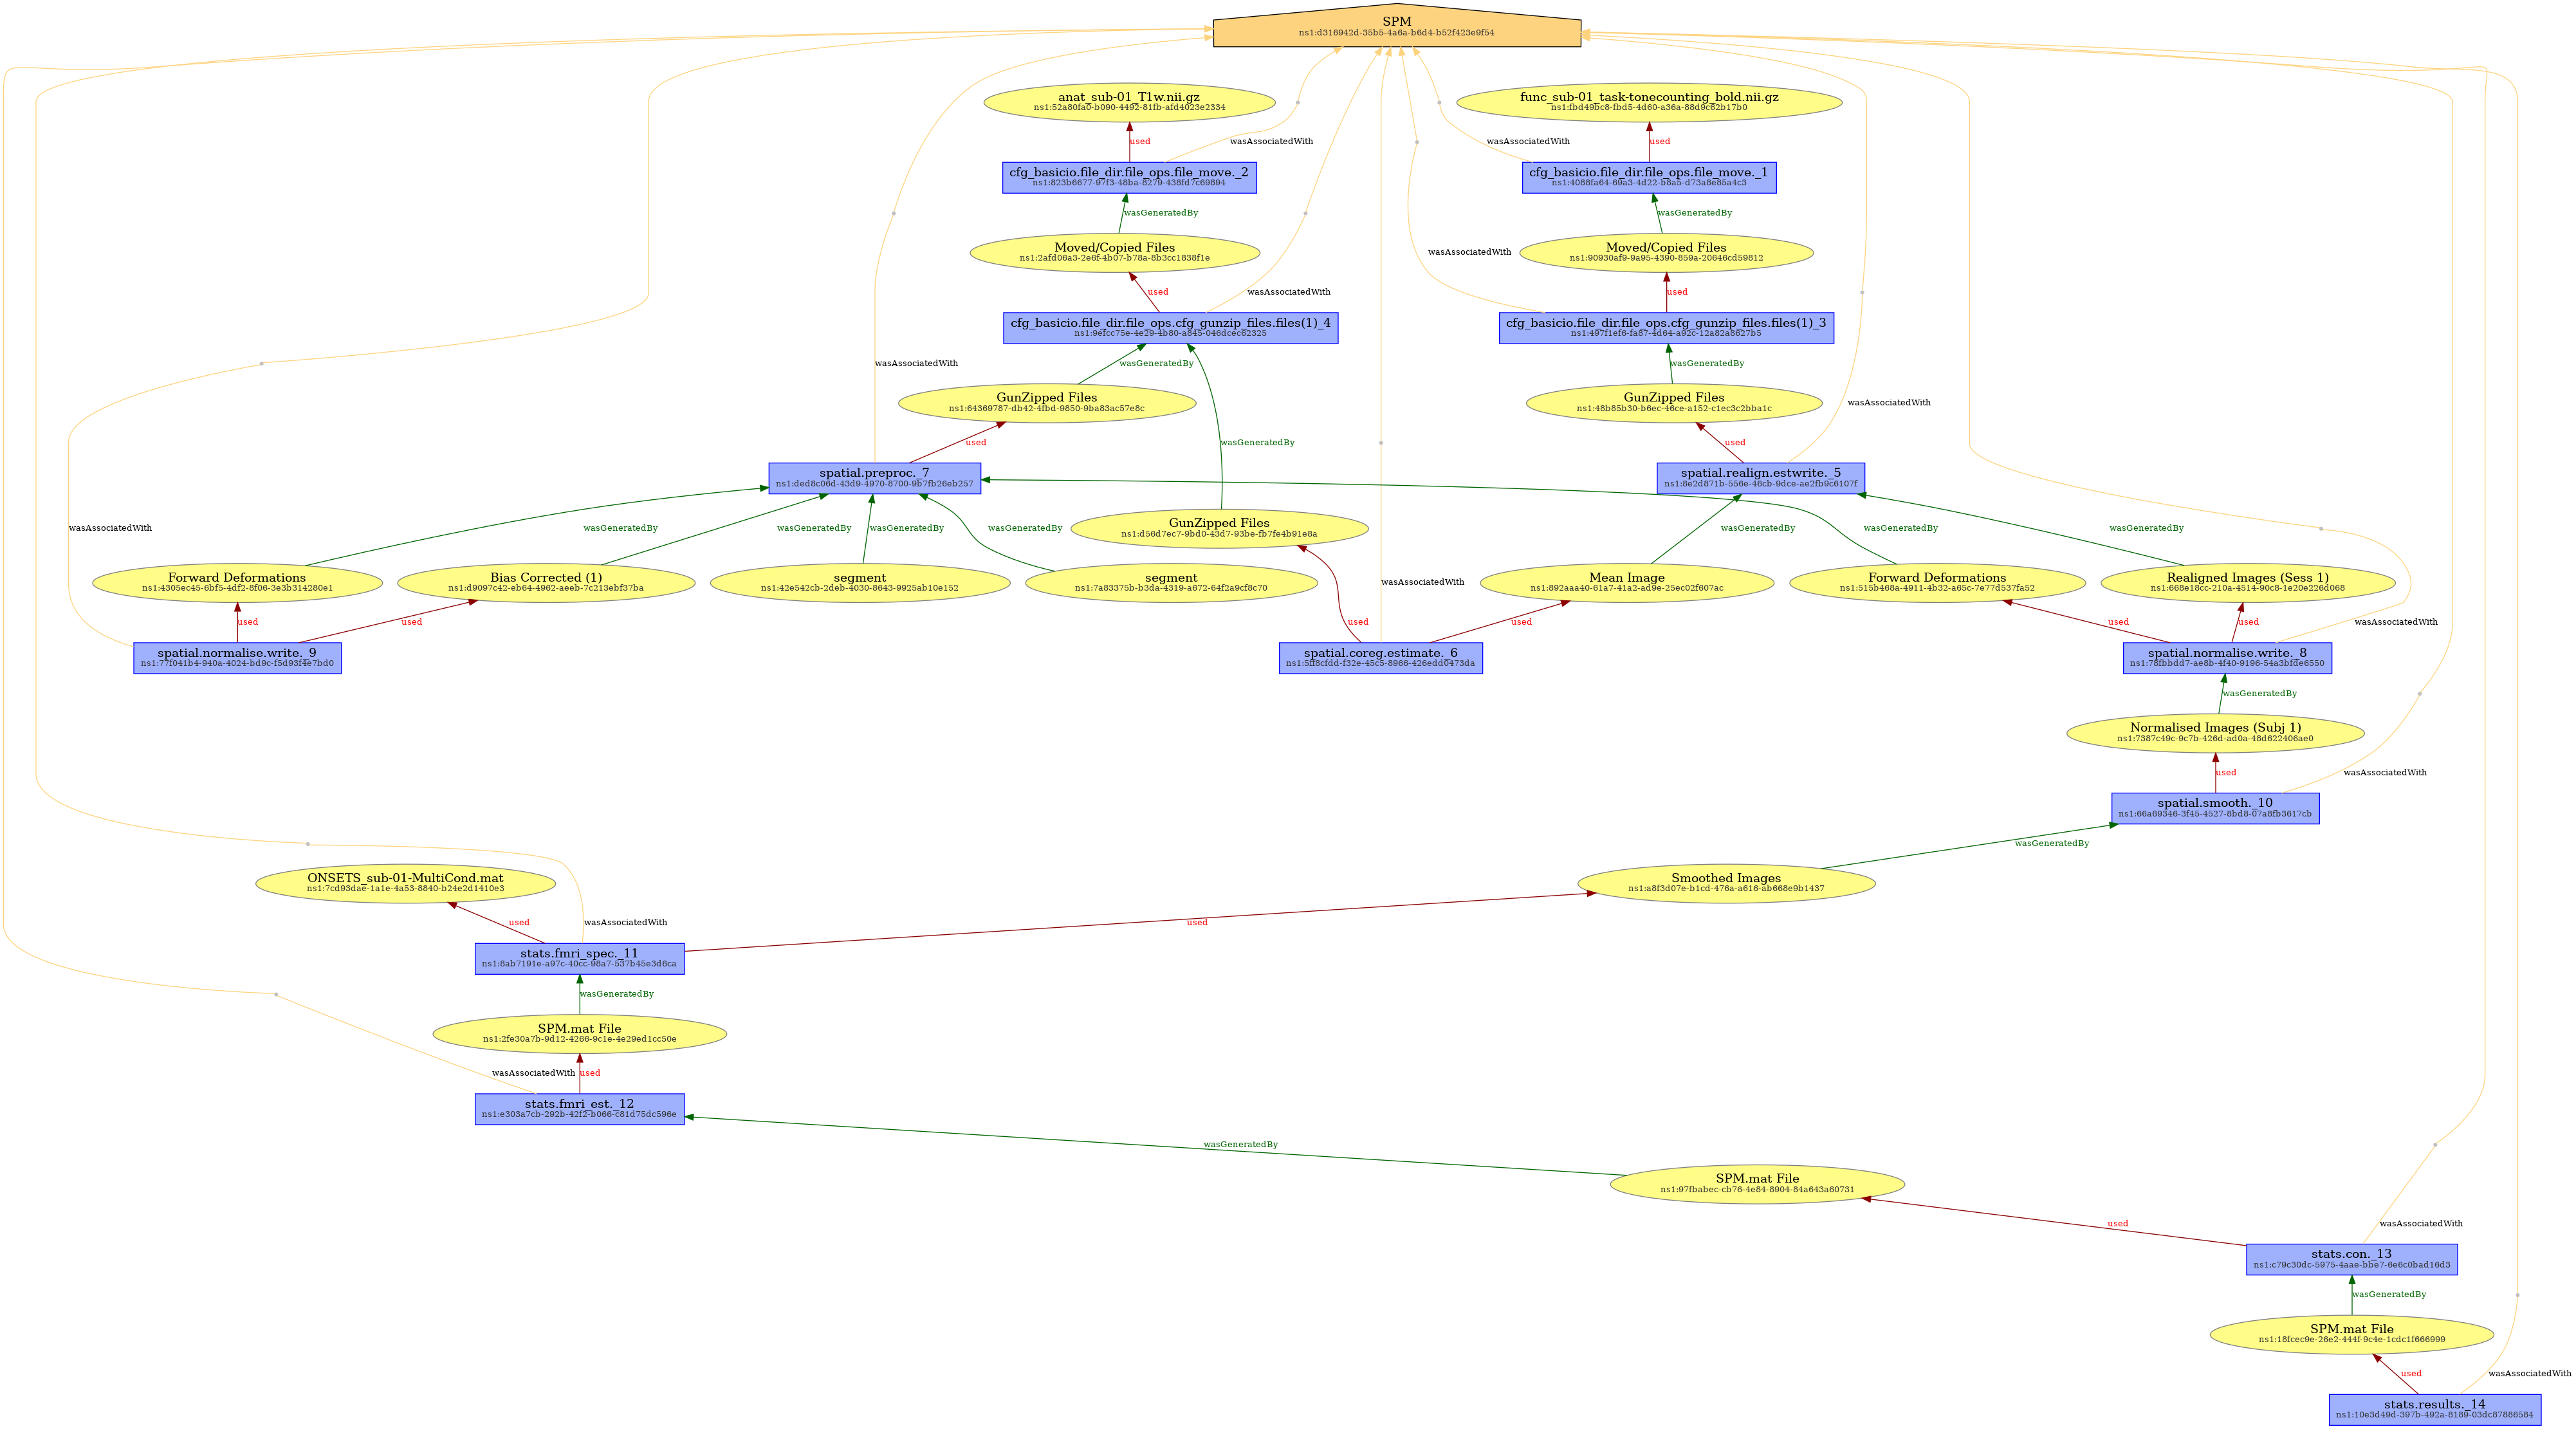 SPM
ns1:d316942d-35b5-4a6a-b6d4-b52f423e9f54
anat_sub-01_T1w.nii.gz
ns1:52a80fa0-b090-4492-81fb-afd4023e2334
func_sub-01_task-tonecounting_bold.nii.gz
ns1:fbd49bc8-fbd5-4d60-a36a-88d9c82b17b0
used
wasAssociatedWith
wasAssociatedWith
used
cfg_basicio.file_dir.file_ops.file_move._2
ns1:823b6677-97f3-48ba-8279-438fd7c69894
cfg_basicio.file_dir.file_ops.file_move._1
ns1:4088fa64-69a3-4d22-b8a5-d73a8e85a4c3
wasGeneratedBy
wasGeneratedBy
Moved/Copied Files
ns1:2afd06a3-2e6f-4b07-b78a-8b3cc1838f1e
wasAssociatedWith
Moved/Copied Files
ns1:90930af9-9a95-4390-859a-20646cd59812
used
wasAssociatedWith
used
cfg_basicio.file_dir.file_ops.cfg_gunzip_files.files(1)_4
ns1:9efcc75e-4e29-4b80-a845-046dcec62325
cfg_basicio.file_dir.file_ops.cfg_gunzip_files.files(1)_3
ns1:497f1ef6-fa87-4d64-a92c-12a82a8627b5
wasAssociatedWith
wasGeneratedBy
wasGeneratedBy
GunZipped Files
ns1:64369787-db42-4fbd-9850-9ba83ac57e8c
GunZipped Files
ns1:48b85b30-b6ec-46ce-a152-c1ec3c2bba1c
wasAssociatedWith
used
wasGeneratedBy
used
spatial.preproc._7
ns1:ded8c06d-43d9-4970-8700-9b7fb26eb257
spatial.realign.estwrite._5
ns1:8e2d871b-556e-46cb-9dce-ae2fb9c6107f
wasAssociatedWith
wasGeneratedBy
wasGeneratedBy
wasGeneratedBy
wasGeneratedBy
GunZipped Files
ns1:d56d7ec7-9bd0-43d7-93be-fb7fe4b91e8a
wasGeneratedBy
wasGeneratedBy
wasGeneratedBy
Forward Deformations
ns1:4305ec45-6bf5-4df2-8f06-3e3b314280e1
Bias Corrected (1)
ns1:d9097c42-eb64-4962-aeeb-7c213ebf37ba
segment
ns1:42e542cb-2deb-4030-8643-9925ab10e152
segment
ns1:7a83375b-b3da-4319-a672-64f2a9cf8c70
wasAssociatedWith
Mean Image
ns1:892aaa40-61a7-41a2-ad9e-25ec02f607ac
Forward Deformations
ns1:515b468a-4911-4b32-a65c-7e77d537fa52
Realigned Images (Sess 1)
ns1:668e18cc-210a-4514-90c8-1e20e226d068
used
used
used
used
used
used
wasAssociatedWith
spatial.normalise.write._9
ns1:77f041b4-940a-4024-bd9c-f5d93f4e7bd0
spatial.coreg.estimate._6
ns1:5ff8cfdd-f32e-45c5-8966-426edd0473da
spatial.normalise.write._8
ns1:78fbbdd7-ae8b-4f40-9196-54a3bfde6550
wasGeneratedBy
Normalised Images (Subj 1)
ns1:7387c49c-9c7b-426d-ad0a-48d622406ae0
used
wasAssociatedWith
spatial.smooth._10
ns1:66a69346-3f45-4527-8bd8-07a8fb3617cb
wasGeneratedBy
ONSETS_sub-01-MultiCond.mat
ns1:7cd93dae-1a1e-4a53-8840-b24e2d1410e3
Smoothed Images
ns1:a8f3d07e-b1cd-476a-a616-ab668e9b1437
used
wasAssociatedWith
used
stats.fmri_spec._11
ns1:8ab7191e-a97c-40cc-98a7-537b45e3d6ca
wasGeneratedBy
SPM.mat File
ns1:2fe30a7b-9d12-4266-9c1e-4e29ed1cc50e
wasAssociatedWith
used
stats.fmri_est._12
ns1:e303a7cb-292b-42f2-b066-c81d75dc596e
wasGeneratedBy
SPM.mat File
ns1:97fbabec-cb76-4e84-8904-84a643a60731
used
wasAssociatedWith
stats.con._13
ns1:c79c30dc-5975-4aae-bbe7-6e6c0bad16d3
wasGeneratedBy
SPM.mat File
ns1:18fcec9e-26e2-444f-9c4e-1cdc1f666999
used
wasAssociatedWith
stats.results._14
ns1:10e3d49d-397b-492a-8189-03dc87886584